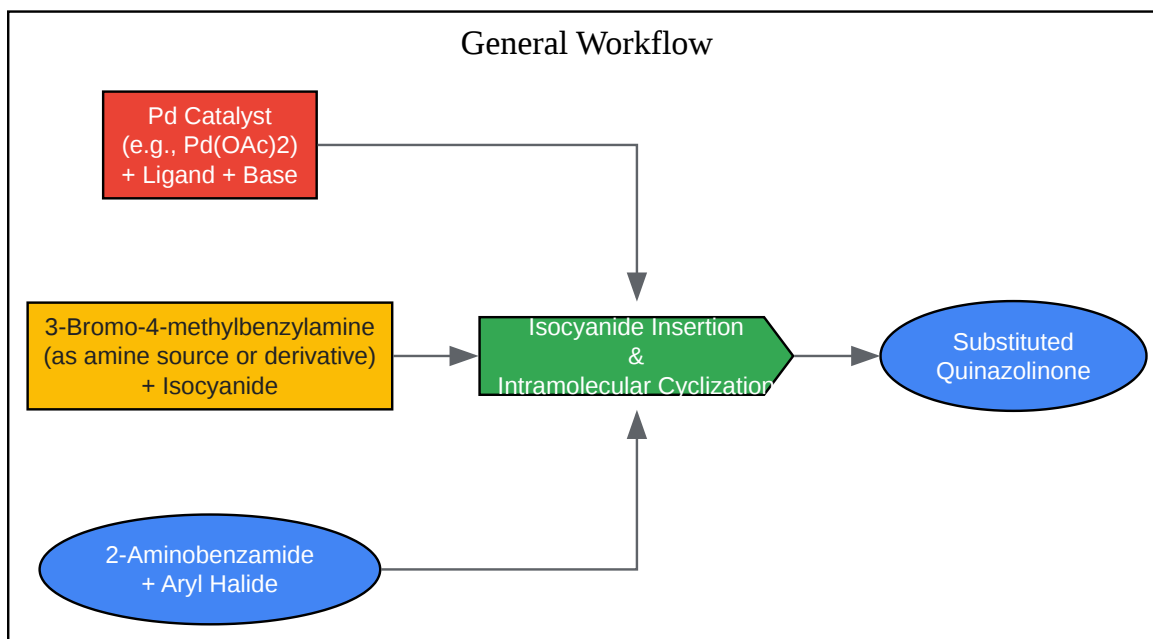 General Workflow
Pd Catalyst
(e.g., Pd(OAc)2)
+ Ligand + Base
3-Bromo-4-methylbenzylamine
(as amine source or derivative)
+ Isocyanide
Isocyanide Insertion
&
Intramolecular Cyclization
Substituted
Quinazolinone
2-Aminobenzamide
+ Aryl Halide